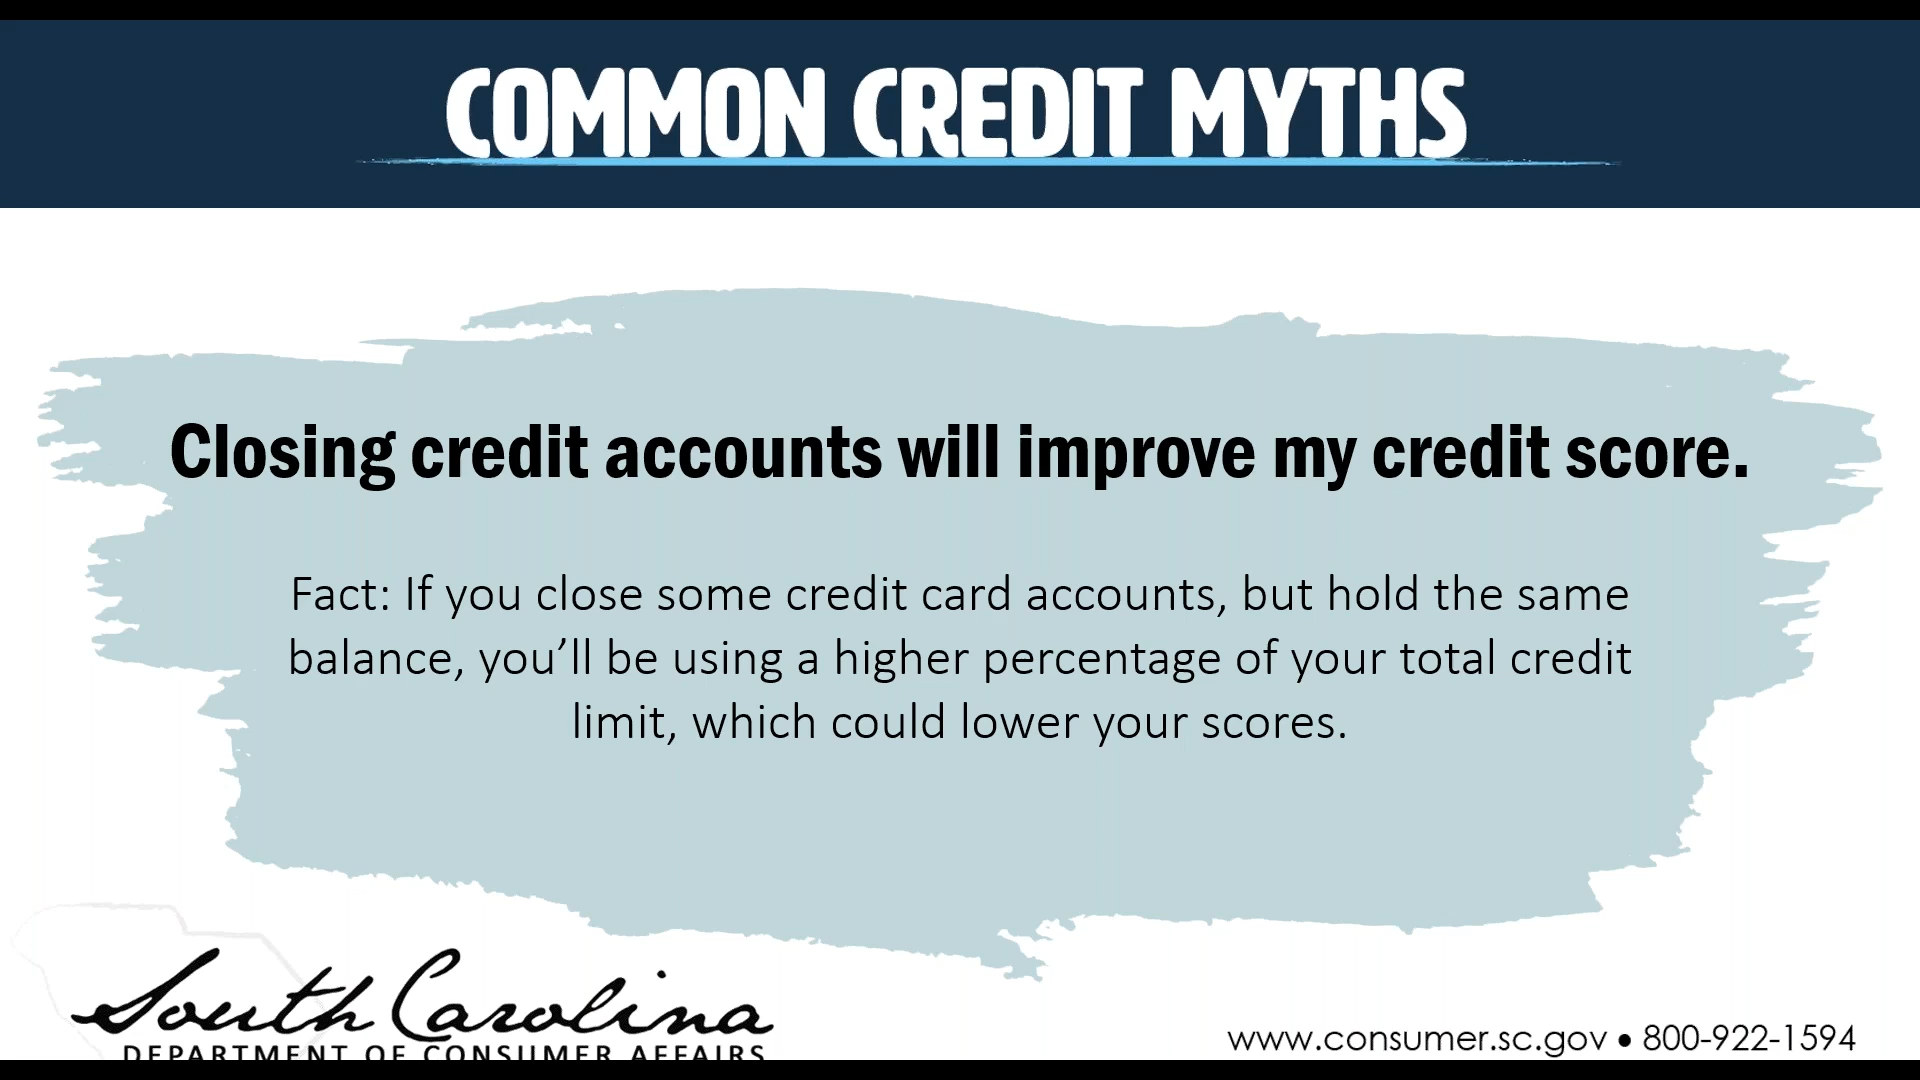 COMMON CREDIT MYTHS
Closing credit accounts will improve my credit score.
Fact: If you close some credit card accounts, but hold the same
balance, you’ll be using a higher percentage of your total credit
limit, which could lower your scores.
South Carolina
DEPARTMENT OF CONSUMER AFFAIRS
www.consumer.sc.gov • 800-922-1594